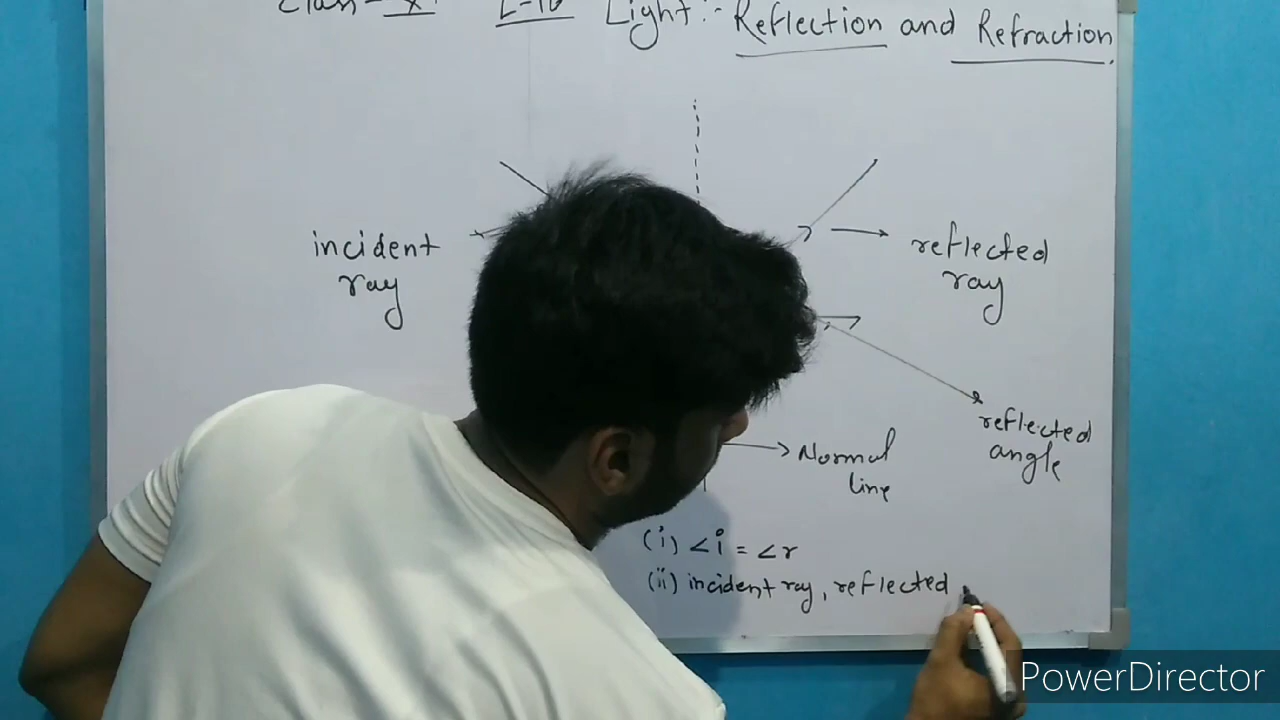 Class - X L-10 Light :- Reflection and Refraction.
incident
ray
reflected
ray
reflected
angle
Normal
line
(i) ∠i = ∠r
(ii) incident ray, reflected
PowerDirector